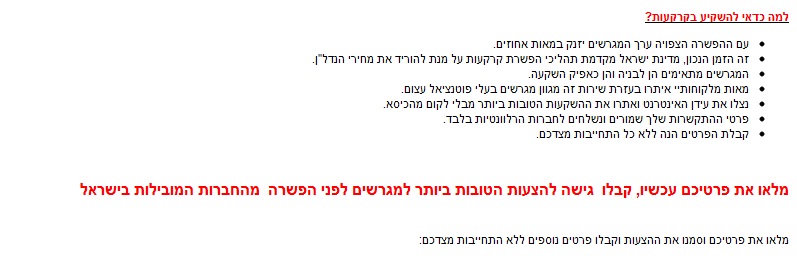 למה כדאי להשקיע בקרקעות?
עם ההפשרה הצפויה ערך המגרשים יזנק במאות אחוזים.
זה הזמן הנכון, מדינת ישראל מקדמת תהליכי הפשרת קרקעות על מנת להוריד את מחירי הנדל"ן.
המגרשים מתאימים הן לבניה והן כאפיק השקעה.
מאות מלקוחותיי איתרו בעזרת שירות זה מגוון מגרשים בעלי פוטנציאל עצום.
נצלו את עידן האינטרנט ואתרו את ההשקעות הטובות ביותר מבלי לקום מהכיסא.
פרטי ההתקשרות שלך שמורים ונשלחים לחברות הרלוונטיות בלבד.
קבלת הפרטים הנה ללא כל התחייבות מצדכם.
מלאו את פרטיכם עכשיו, קבלו גישה להצעות הטובות ביותר למגרשים לפני הפשרה מהחברות המובילות בישראל
מלאו את פרטיכם וסמנו את ההצעות וקבלו פרטים נוספים ללא התחייבות מצדכם: